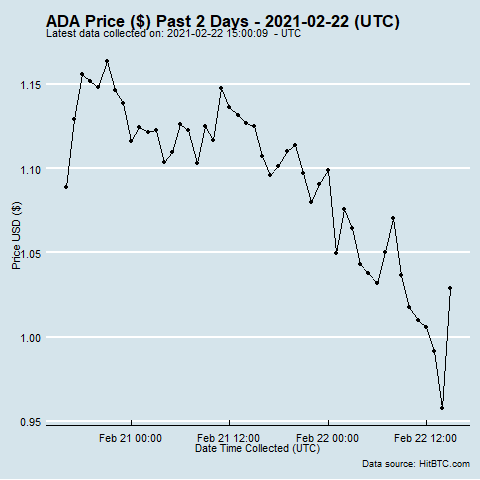 ADA Price ($) Past 2 Days - 2021-02-22 (UTC)
Latest data collected on: 2021-02-22 15:00:09  - UTC
1.15
1.10
1.05
1.00
0.95
Price USD ($)
Feb 21 00:00 Feb 21 12:00 Feb 22 00:00 Feb 22 12:00
Date Time Collected (UTC)
Data source: HitBTC.com